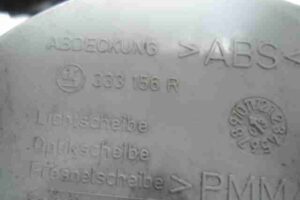 ABDECKUNG >ABS<
333 156 R
Lichtscheibe
Optikscheibe
Fresnelscheibe >PMMA